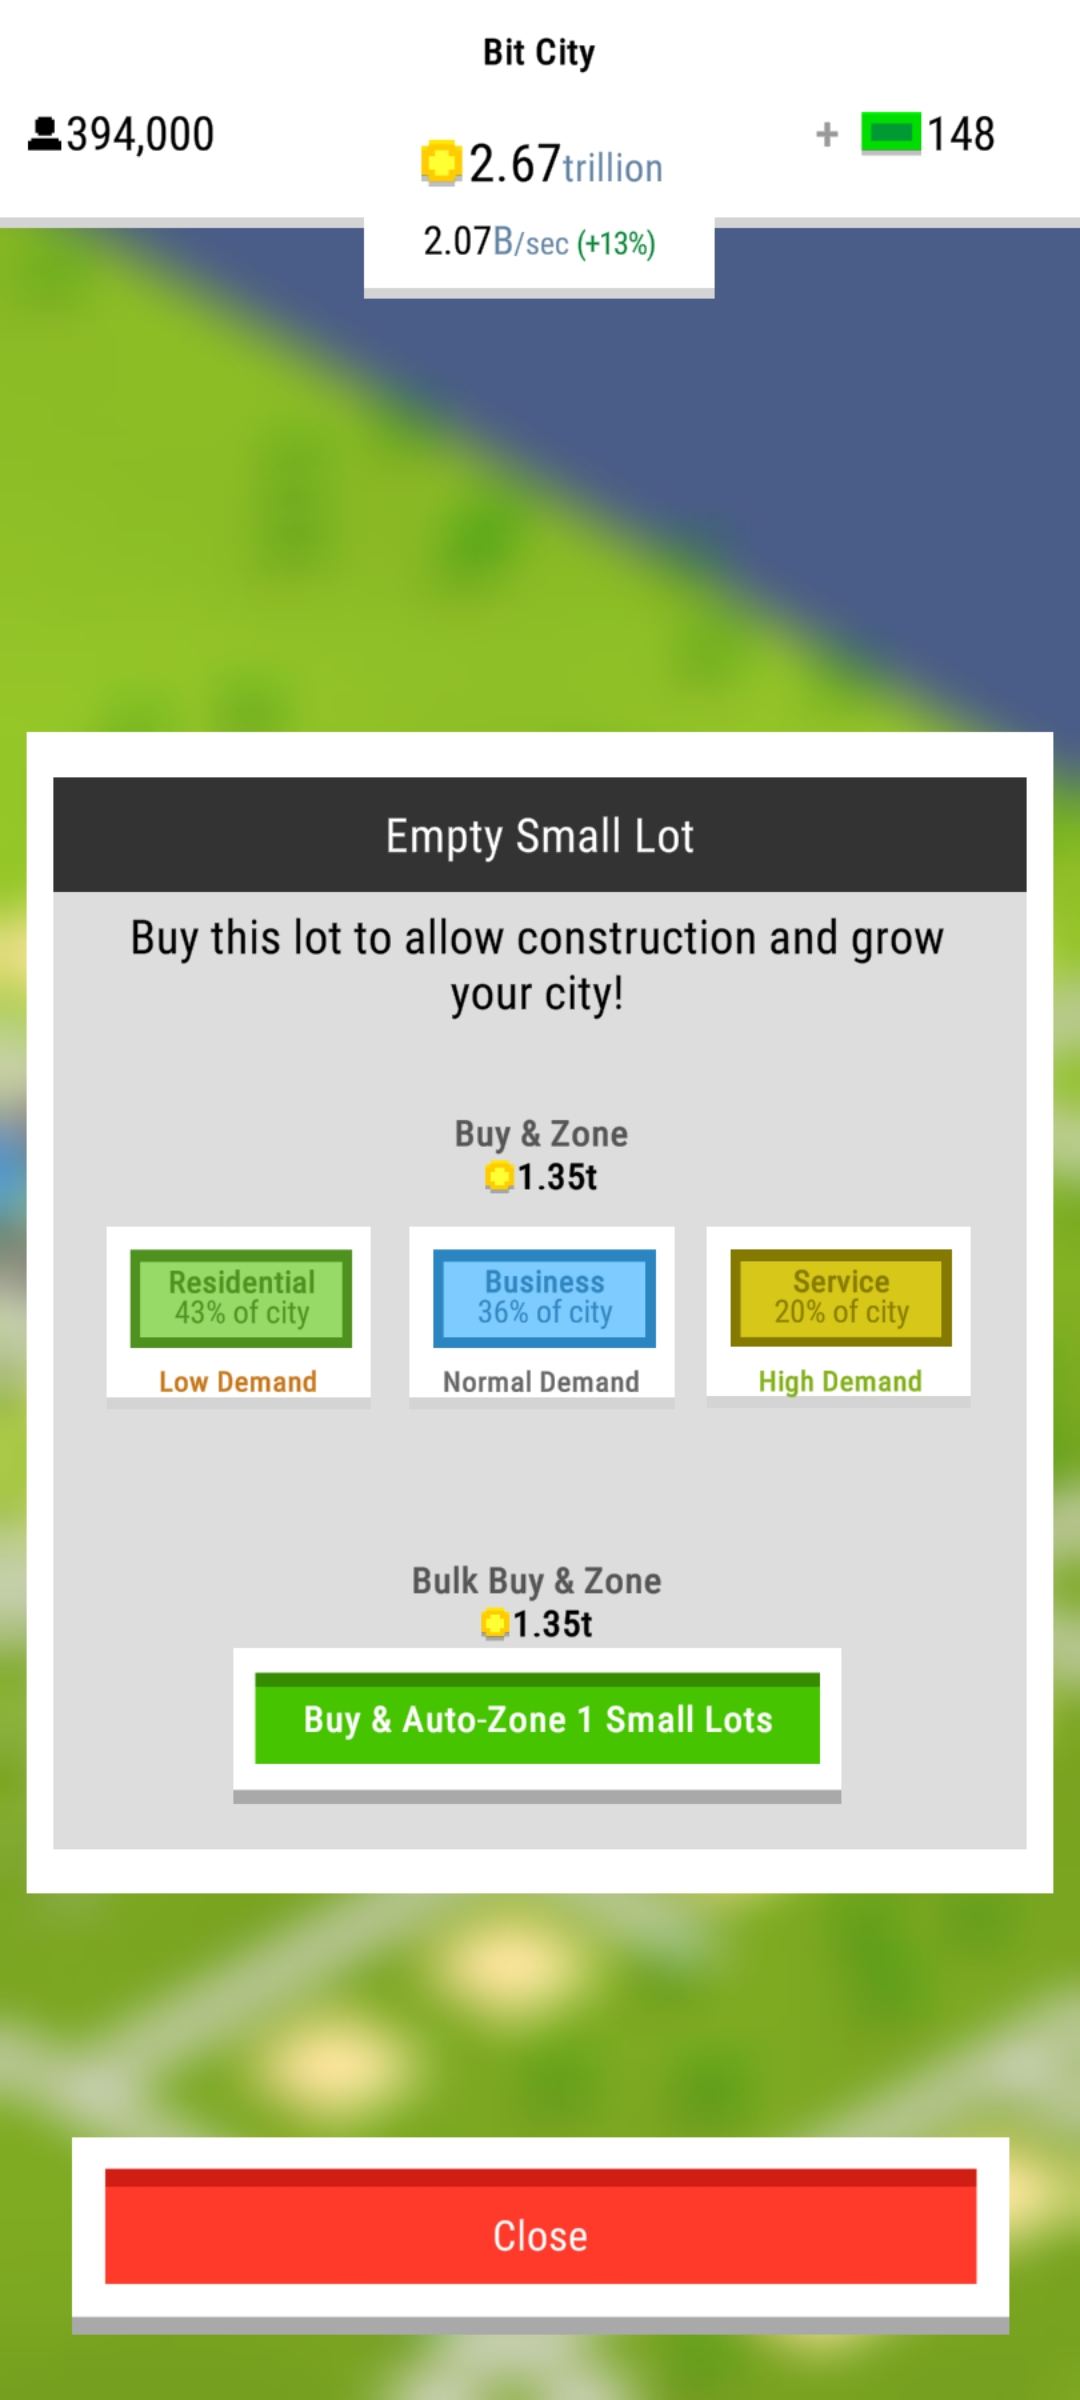 Bit City
394,000
2.67trillion
+ 148
2.07B/sec (+13%)
Empty Small Lot
Buy this lot to allow construction and grow
your city!
Buy & Zone
1.35t
Residential
43% of city
Low Demand
Business
36% of city
Normal Demand
Service
20% of city
High Demand
Bulk Buy & Zone
1.35t
Buy & Auto-Zone 1 Small Lots
Close